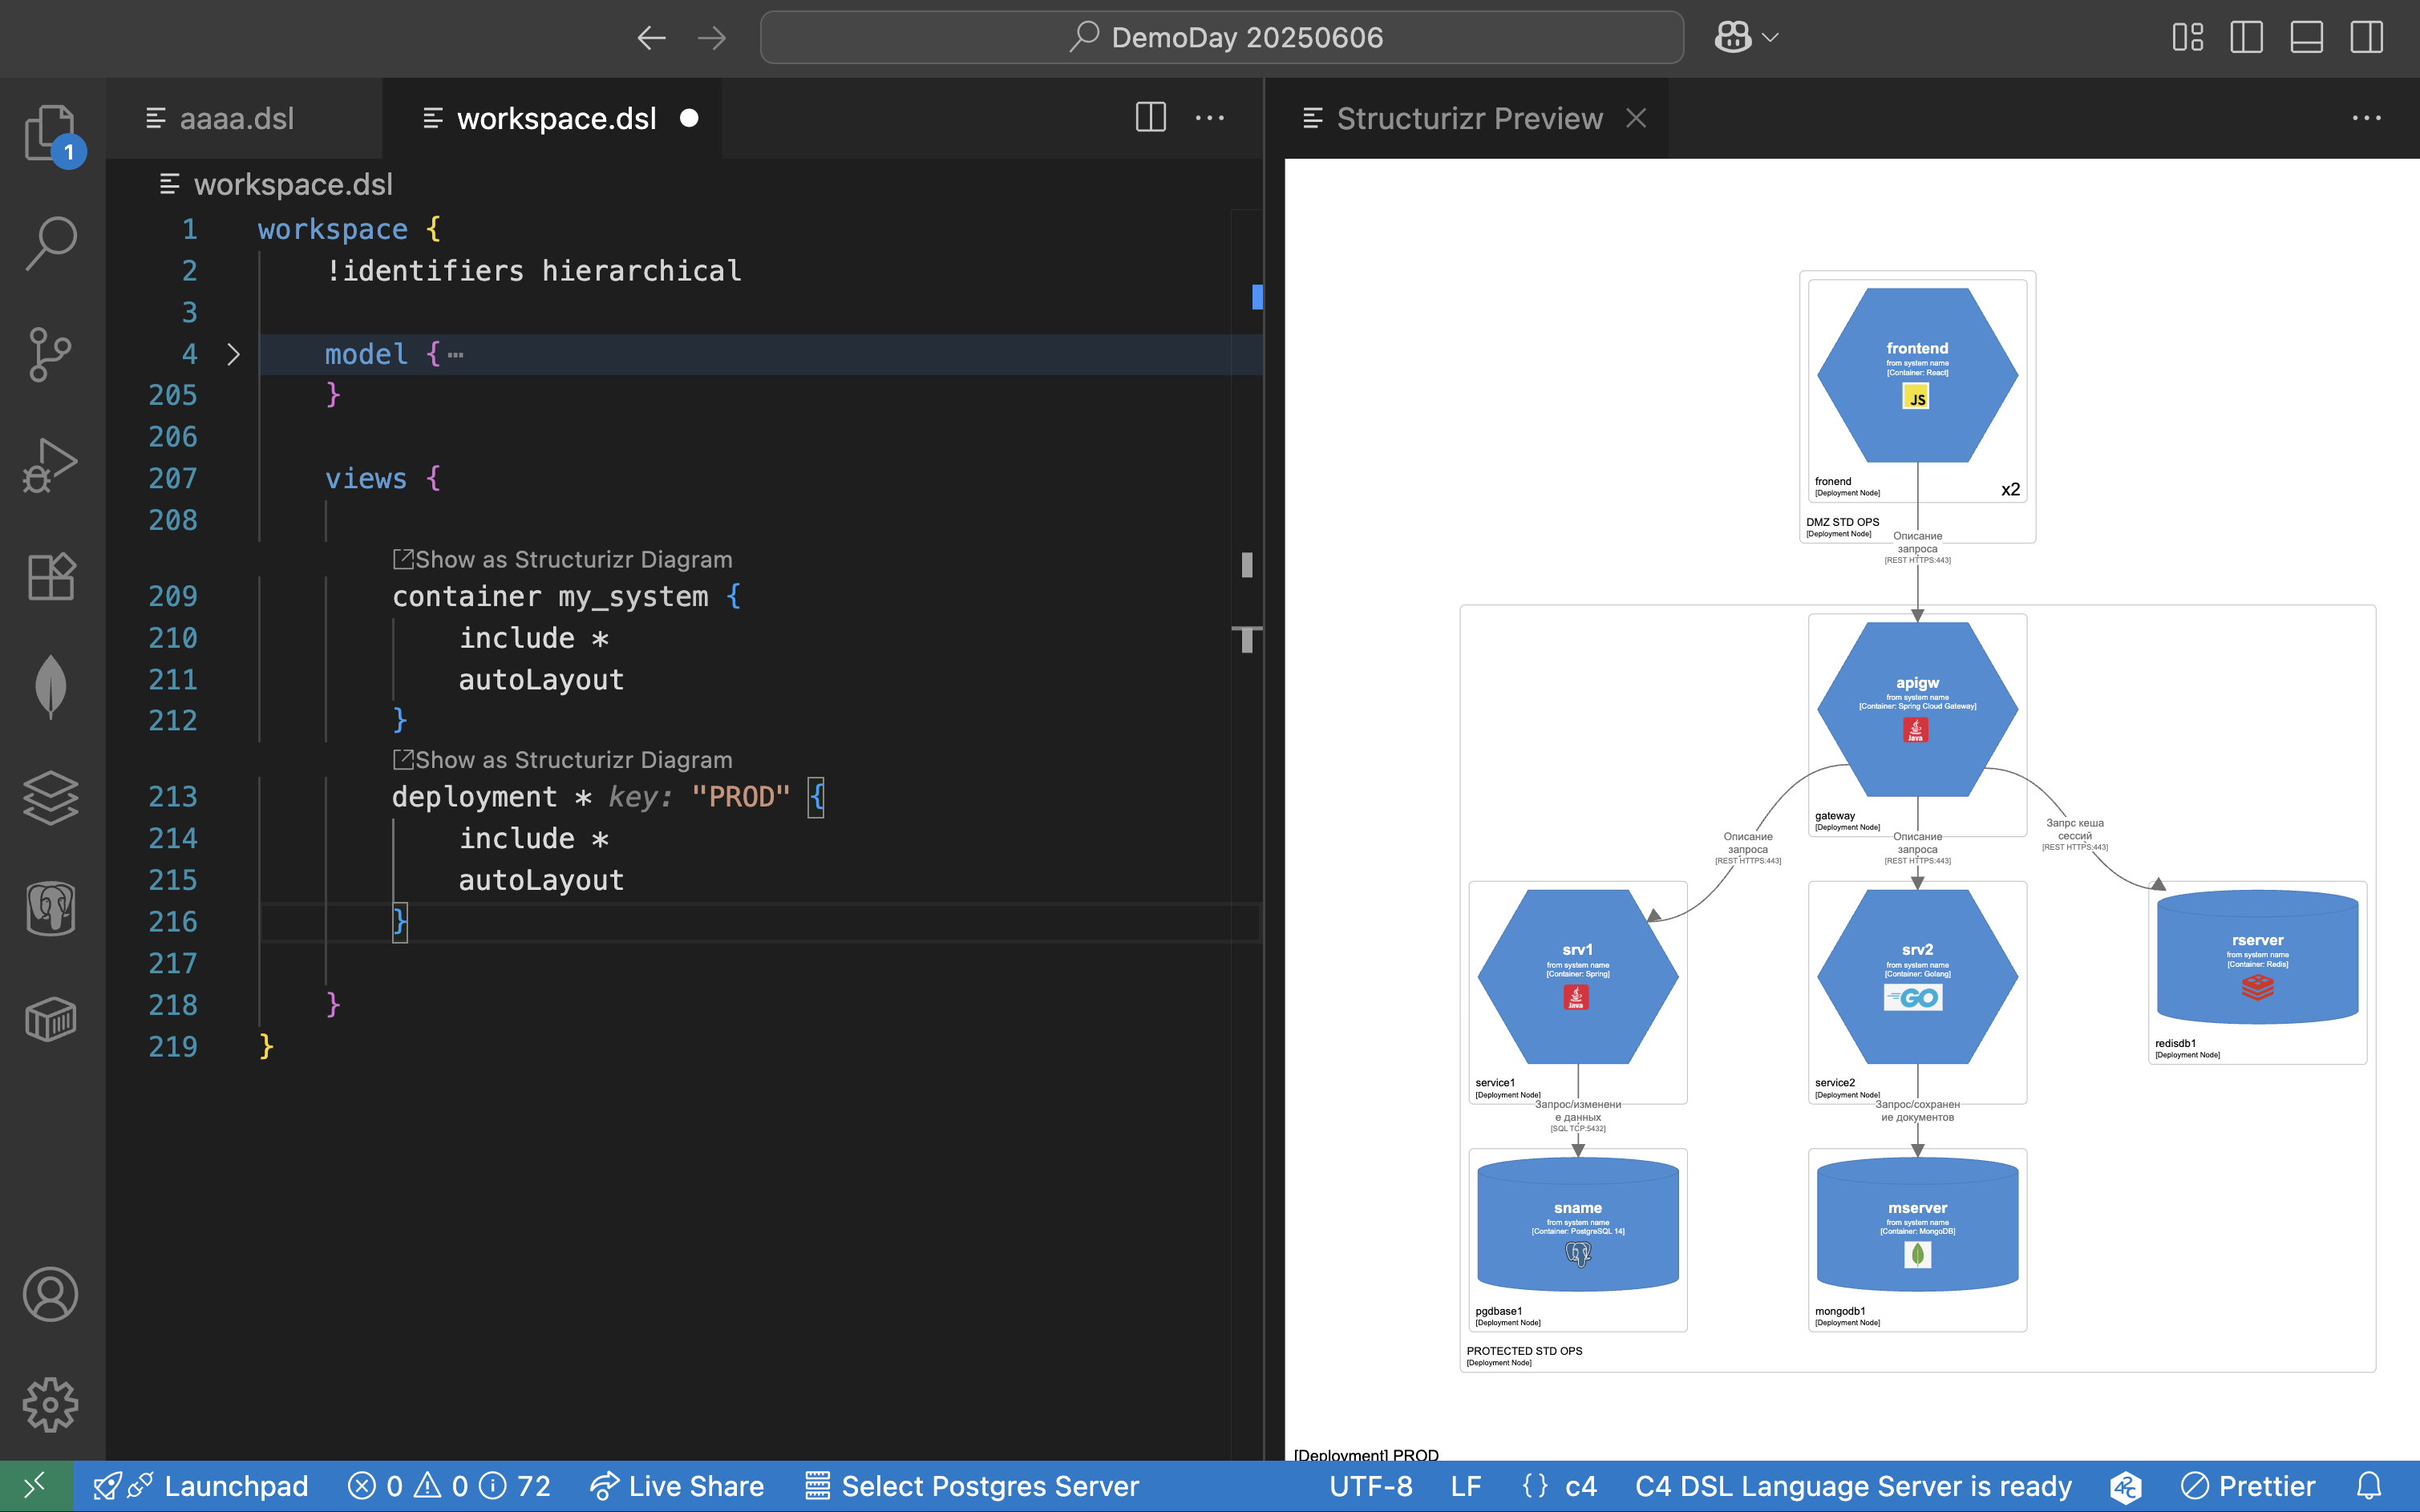 DemoDay 20250606
1
aaaa.dsl
workspace.dsl
Structurizr Preview
workspace.dsl
1 workspace {
2 !identifiers hierarchical
3
4 model {⋯
205 }
206
207 views {
208
Show as Structurizr Diagram
209 container my_system {
210 include *
211 autoLayout
212 }
Show as Structurizr Diagram
213 deployment * key: "PROD" {
214 include *
215 autoLayout
216 }
217
218 }
219 }
frontend
from system name
[Container: React]
JS
fronend
[Deployment Node]
x2
DMZ STD OPS
[Deployment Node]
Описание
запроса
[REST HTTPS:443]
apigw
from system name
[Container: Spring Cloud Gateway]
Java
gateway
[Deployment Node]
Описание
запроса
[REST HTTPS:443]
Описание
запроса
[REST HTTPS:443]
Запрс кеша
сессий
[REST HTTPS:443]
srv1
from system name
[Container: Spring]
Java
service1
[Deployment Node]
srv2
from system name
[Container: Golang]
GO
service2
[Deployment Node]
rserver
from system name
[Container: Redis]
redisdb1
[Deployment Node]
Запрос/изменени
е данных
[SQL TCP:5432]
Запрос/сохранен
ие документов
sname
from system name
[Container: PostgreSQL 14]
pgdbase1
[Deployment Node]
mserver
from system name
[Container: MongoDB]
mongodb1
[Deployment Node]
PROTECTED STD OPS
[Deployment Node]
[Deployment] PROD
Launchpad
0 0 72
Live Share
Select Postgres Server
UTF-8
LF
{} c4
C4 DSL Language Server is ready
42C
Prettier